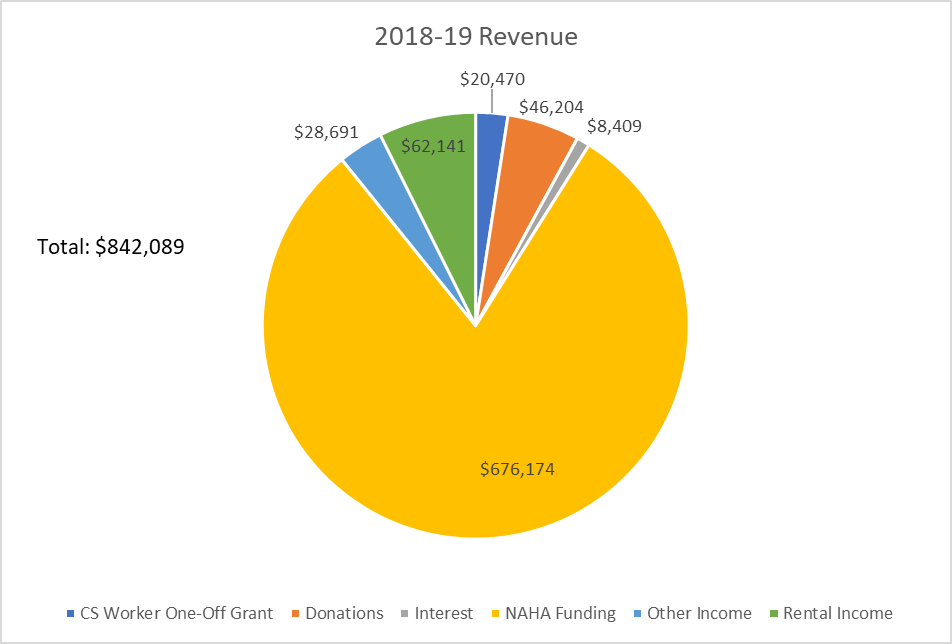 2018-19 Revenue
$20,470
$46,204
$8,409
$28,691
$62,141
Total: $842,089
$676,174
CS Worker One-Off Grant Donations Interest NAHA Funding Other Income Rental Income